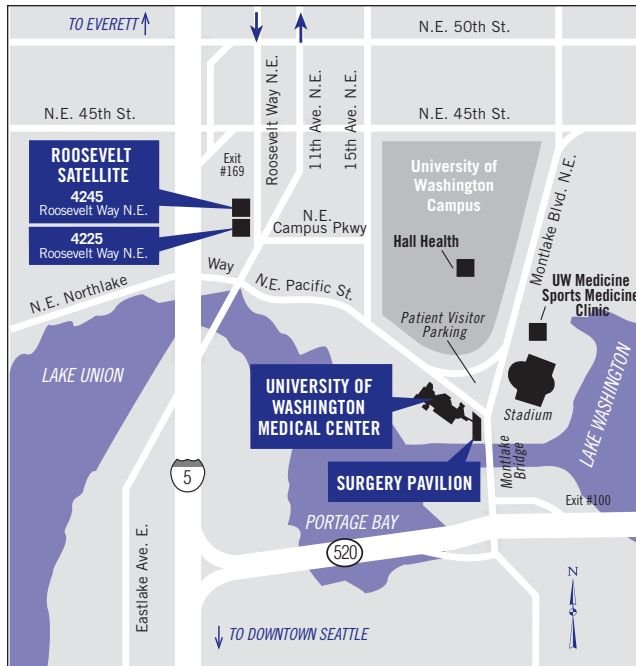 TO EVERETT
N.E. 50th St.
N.E. 45th St.
N.E. 45th St.
Roosevelt Way N.E.
11th Ave. N.E.
15th Ave. N.E.
ROOSEVELT
SATELLITE
4245
Roosevelt Way N.E.
4225
Roosevelt Way N.E.
Exit
#169
University of
Washington
Campus
Montlake Blvd. N.E.
N.E.
Campus Pkwy
Hall Health
N.E. Northlake
Way
N.E. Pacific St.
UW Medicine
Sports Medicine
Clinic
Patient Visitor
Parking
LAKE UNION
UNIVERSITY OF
WASHINGTON
MEDICAL CENTER
Stadium
LAKE WASHINGTON
Montlake
Bridge
SURGERY PAVILION
5
Exit #100
PORTAGE BAY
520
Eastlake Ave. E.
N
TO DOWNTOWN SEATTLE